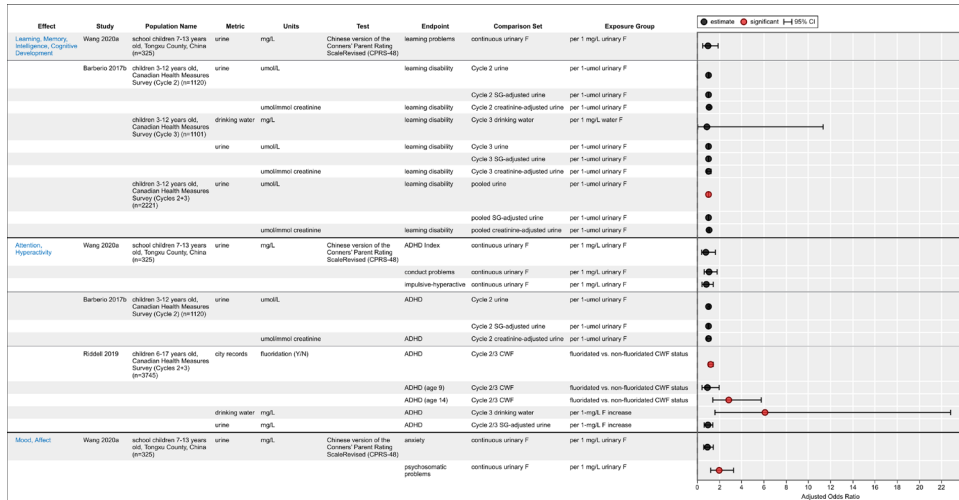 estimate significant 95% CI
Effect Study Population Name Metric Units Test Endpoint Comparison Set Exposure Group
Learning, Memory, Intelligence, Cognitive Development Wang 2020a school children 7-13 years old, Tongxu County, China (n=325) urine mg/L Chinese version of the Conners' Parent Rating ScaleRevised (CPRS-48) learning problems continuous urinary F per 1 mg/L urinary F
Barberio 2017b children 3-12 years old, Canadian Health Measures Survey (Cycle 2) (n=1120) urine umol/L learning disability Cycle 2 urine per 1-umol urinary F
Cycle 2 SG-adjusted urine per 1-umol urinary F
umol/mmol creatinine learning disability Cycle 2 creatinine-adjusted urine per 1-umol urinary F
children 3-12 years old, Canadian Health Measures Survey (Cycle 3) (n=1101) drinking water mg/L learning disability Cycle 3 drinking water per 1 mg/L water F
urine umol/L learning disability Cycle 3 urine per 1-umol urinary F
Cycle 3 SG-adjusted urine per 1-umol urinary F
umol/mmol creatinine learning disability Cycle 3 creatinine-adjusted urine per 1-umol urinary F
children 3-12 years old, Canadian Health Measures Survey (Cycles 2+3) (n=2221) urine umol/L learning disability pooled urine per 1-umol urinary F
pooled SG-adjusted urine per 1-umol urinary F
umol/mmol creatinine learning disability pooled creatinine-adjusted urine per 1-umol urinary F
Attention, Hyperactivity Wang 2020a school children 7-13 years old, Tongxu County, China (n=325) urine mg/L Chinese version of the Conners' Parent Rating ScaleRevised (CPRS-48) ADHD Index continuous urinary F per 1 mg/L urinary F
conduct problems continuous urinary F per 1 mg/L urinary F
impulsive-hyperactive continuous urinary F per 1 mg/L urinary F
Barberio 2017b children 3-12 years old, Canadian Health Measures Survey (Cycle 2) (n=1120) urine umol/L ADHD Cycle 2 urine per 1-umol urinary F
Cycle 2 SG-adjusted urine per 1-umol urinary F
umol/mmol creatinine ADHD Cycle 2 creatinine-adjusted urine per 1-umol urinary F
Riddell 2019 children 6-17 years old, Canadian Health Measures Survey (Cycles 2+3) (n=3745) city records fluoridation (Y/N) ADHD Cycle 2/3 CWF fluoridated vs. non-fluoridated CWF status
ADHD (age 9) Cycle 2/3 CWF fluoridated vs. non-fluoridated CWF status
ADHD (age 14) Cycle 2/3 CWF fluoridated vs. non-fluoridated CWF status
drinking water mg/L ADHD Cycle 3 drinking water per 1-mg/L F increase
urine mg/L ADHD Cycle 2/3 SG-adjusted urine per 1-mg/L F increase
Mood, Affect Wang 2020a school children 7-13 years old, Tongxu County, China (n=325) urine mg/L Chinese version of the Conners' Parent Rating ScaleRevised (CPRS-48) anxiety continuous urinary F per 1 mg/L urinary F
psychosomatic problems continuous urinary F per 1 mg/L urinary F
0 2 4 6 8 10 12 14 16 18 20 22
Adjusted Odds Ratio